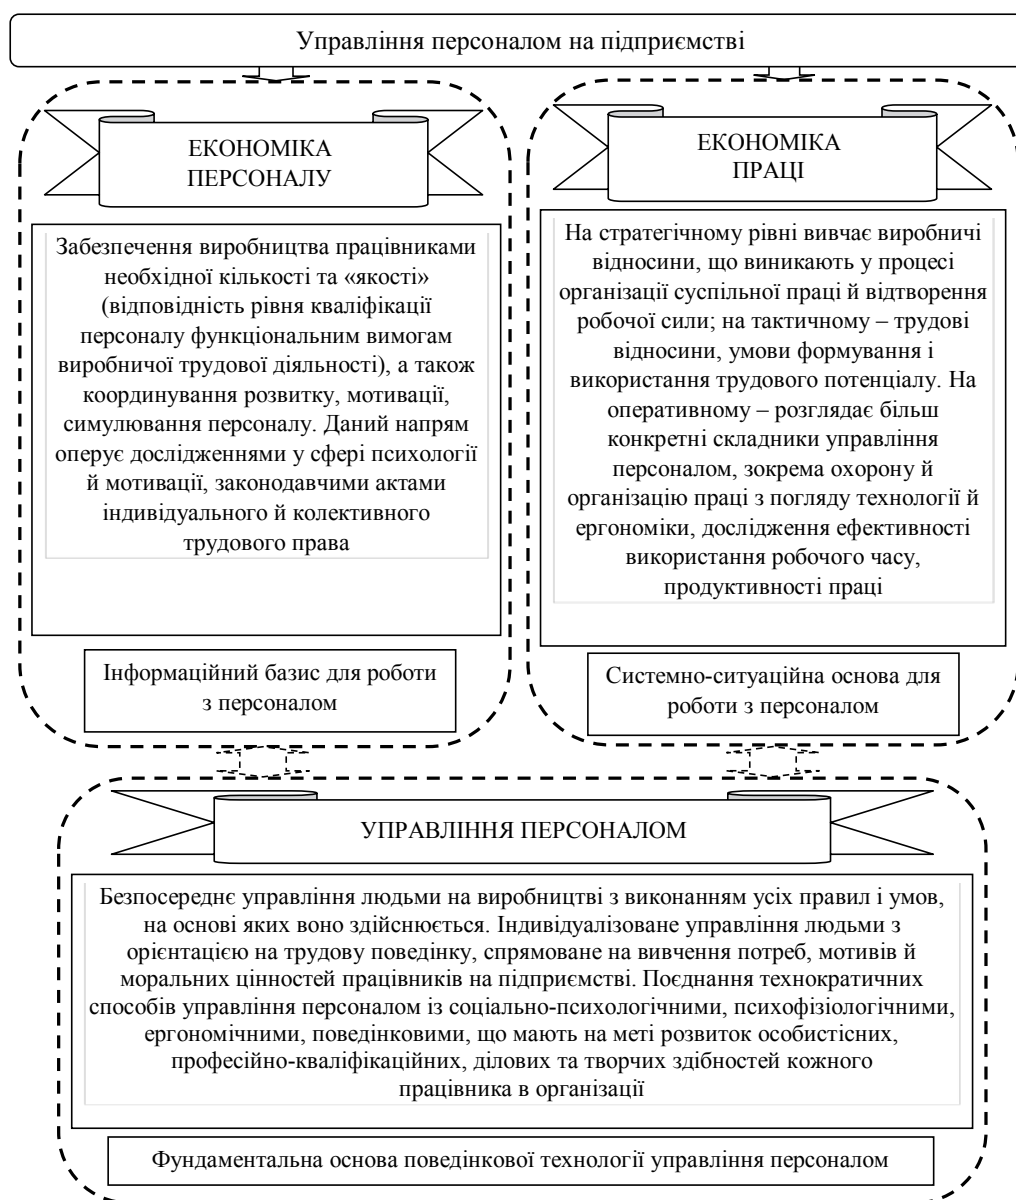 Управління персоналом на підприємстві
ЕКОНОМІКА
ПЕРСОНАЛУ
Забезпечення виробництва працівниками
необхідної кількості та «якості»
(відповідність рівня кваліфікації
персоналу функціональним вимогам
виробничої трудової діяльності), а також
координування розвитку, мотивації,
симулювання персоналу. Даний напрям
оперує дослідженнями у сфері психології
й мотивації, законодавчими актами
індивідуального й колективного
трудового права
Інформаційний базис для роботи
з персоналом
ЕКОНОМІКА
ПРАЦІ
На стратегічному рівні вивчає виробничі
відносини, що виникають у процесі
організації суспільної праці й відтворення
робочої сили; на тактичному – трудові
відносини, умови формування і
використання трудового потенціалу. На
оперативному – розглядає більш
конкретні складники управління
персоналом, зокрема охорону й
організацію праці з погляду технології й
ергономіки, дослідження ефективності
використання робочого часу,
продуктивності праці
Системно-ситуаційна основа для
роботи з персоналом
УПРАВЛІННЯ ПЕРСОНАЛОМ
Безпосереднє управління людьми на виробництві з виконанням усіх правил і умов,
на основі яких воно здійснюється. Індивідуалізоване управління людьми з
орієнтацією на трудову поведінку, спрямоване на вивчення потреб, мотивів й
моральних цінностей працівників на підприємстві. Поєднання технократичних
способів управління персоналом із соціально-психологічними, психофізіологічними,
ергономічними, поведінковими, що мають на меті розвиток особистісних,
професійно-кваліфікаційних, ділових та творчих здібностей кожного
працівника в організації
Фундаментальна основа поведінкової технології управління персоналом